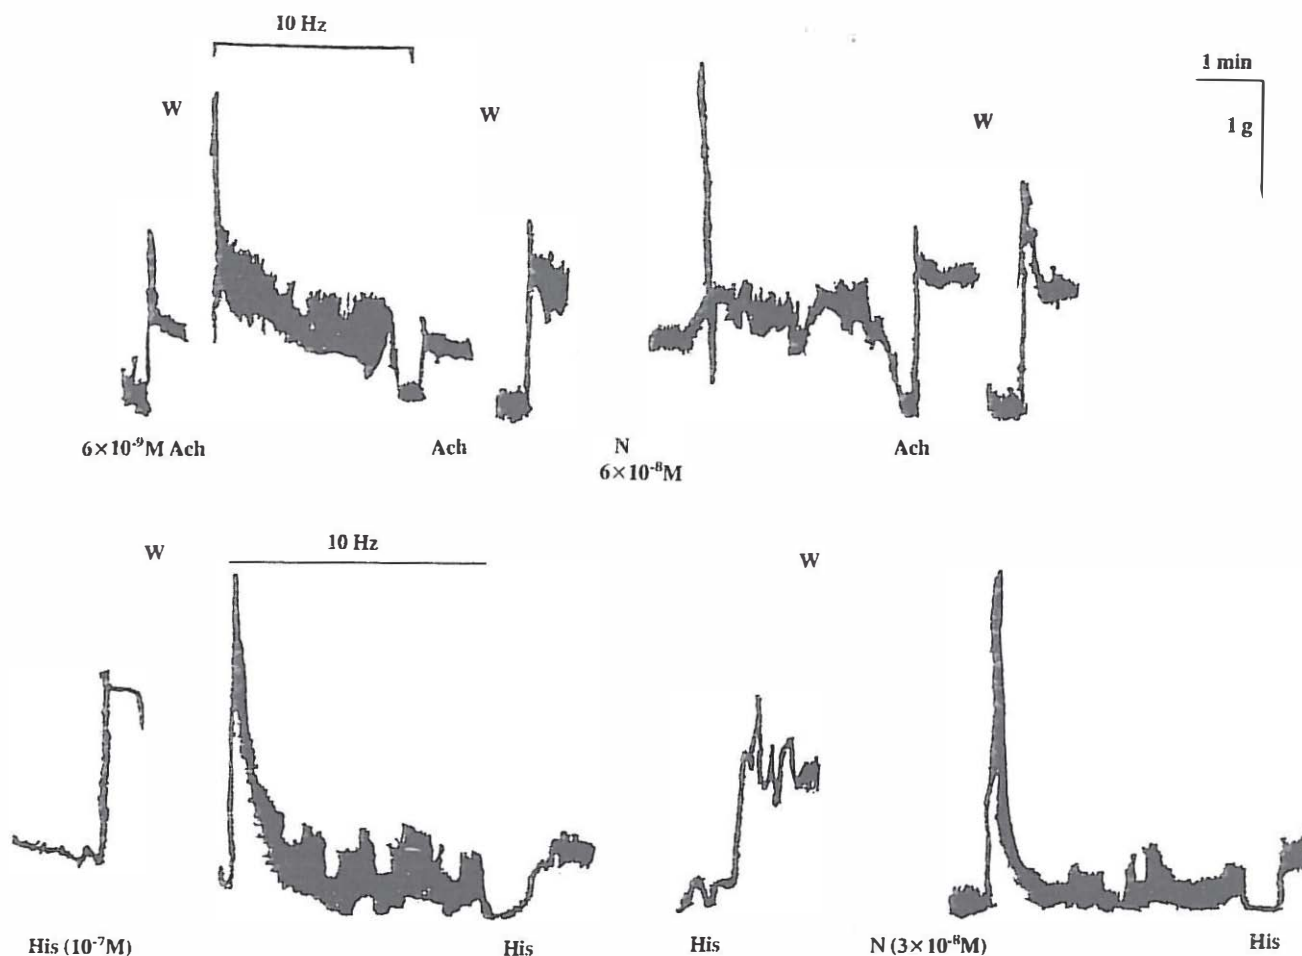 10 Hz
W
W
W
1 min
1 g
6×10⁻⁹M Ach
Ach
N
6×10⁻⁸M
Ach
W
10 Hz
W
His (10⁻⁷M)
His
His
N (3×10⁻⁸M)
His